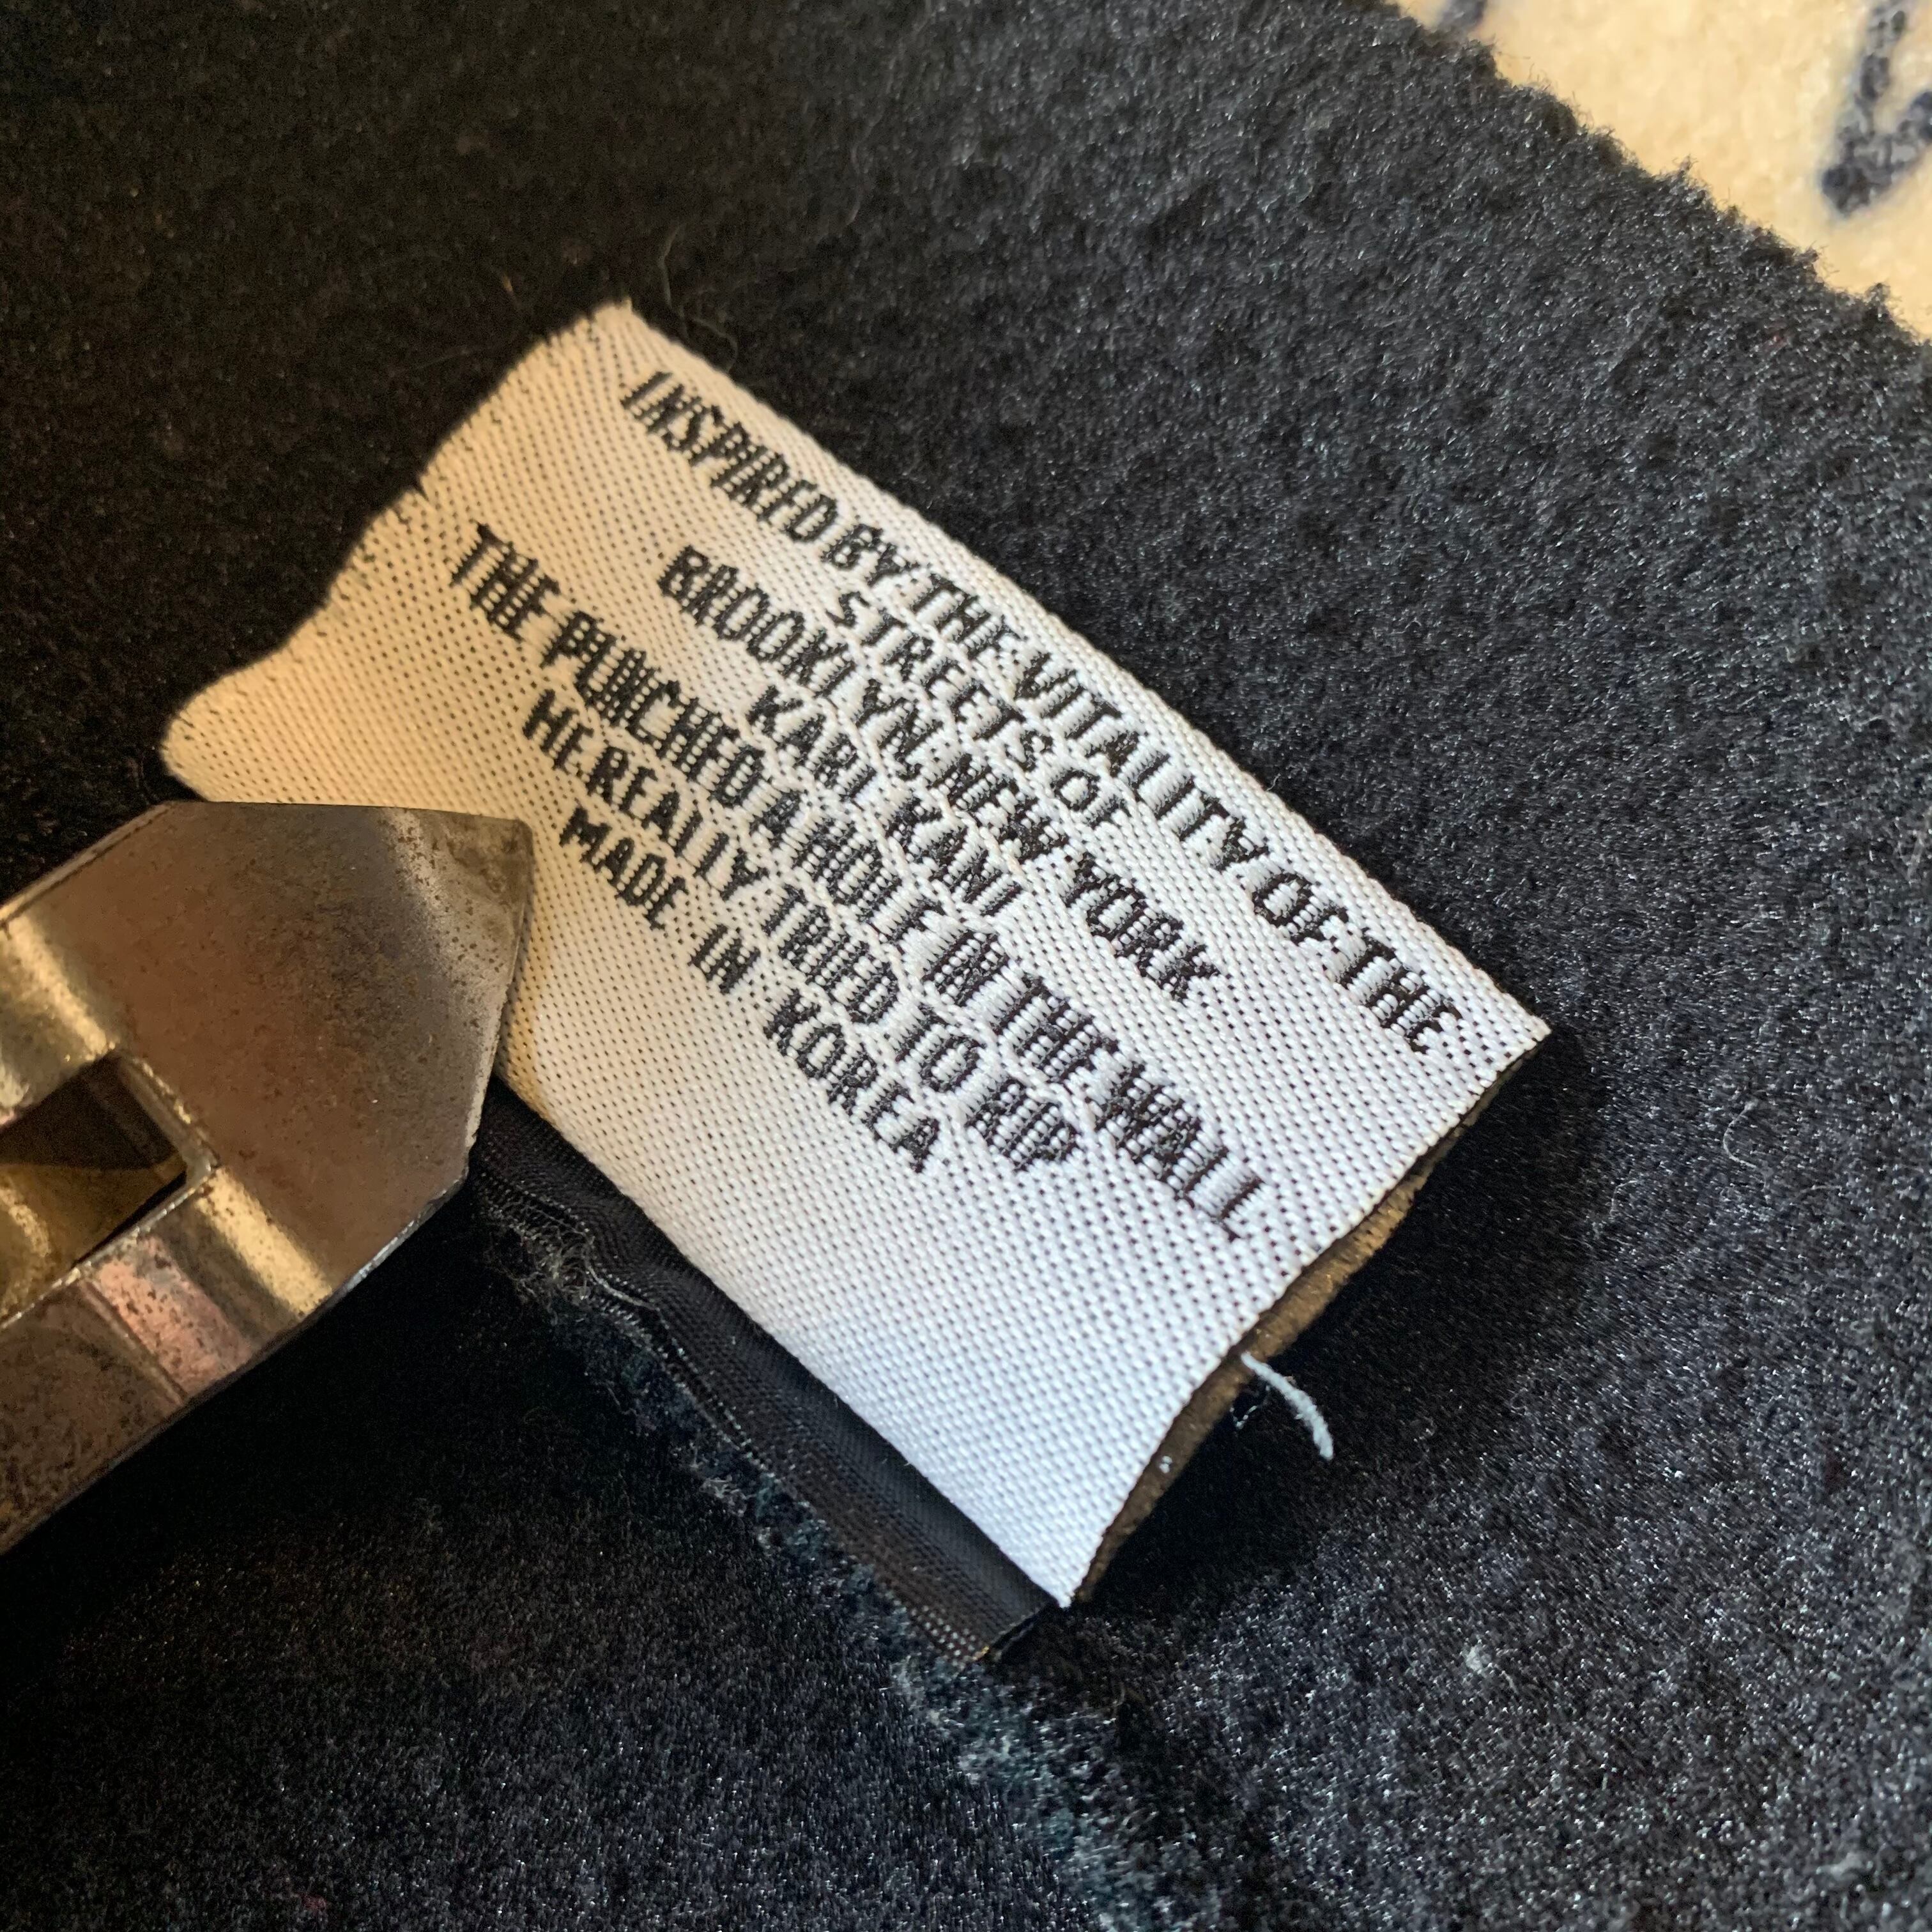 INSPIRED BY THE VITALITY OF THE
STREETS OF
BROOKLYN, NEW YORK
KARL KANI
THE PUNCHED A HOLE IN THE WALL
HE REALLY TRIED TO RIP
MADE IN KOREA